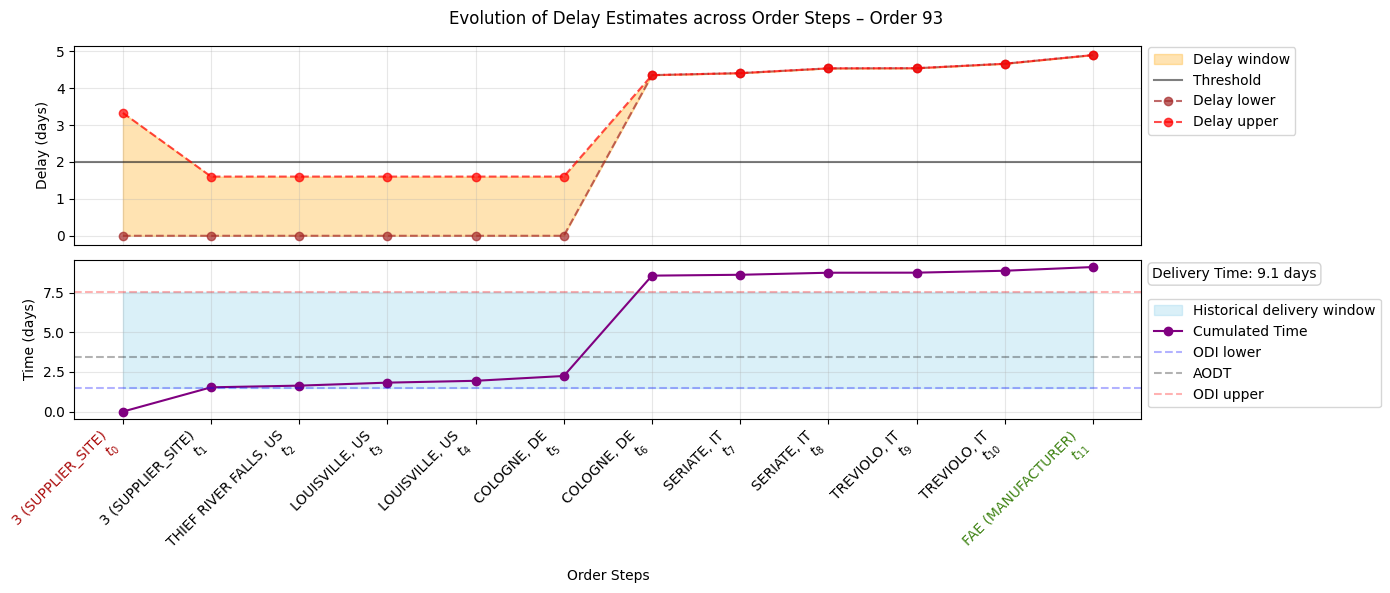 Evolution of Delay Estimates across Order Steps – Order 93
Delay (days)
5
4
3
2
1
0
Delay window
Threshold
Delay lower
Delay upper
Time (days)
7.5
5.0
2.5
0.0
Delivery Time: 9.1 days
Historical delivery window
Cumulated Time
ODI lower
AODT
ODI upper
3 (SUPPLIER_SITE)
t0
3 (SUPPLIER_SITE)
t1
THIEF RIVER FALLS, US
t2
LOUISVILLE, US
t3
LOUISVILLE, US
t4
COLOGNE, DE
t5
COLOGNE, DE
t6
SERIATE, IT
t7
SERIATE, IT
t8
TREVIOLO, IT
t9
TREVIOLO, IT
t10
FAE (MANUFACTURER)
t11
Order Steps